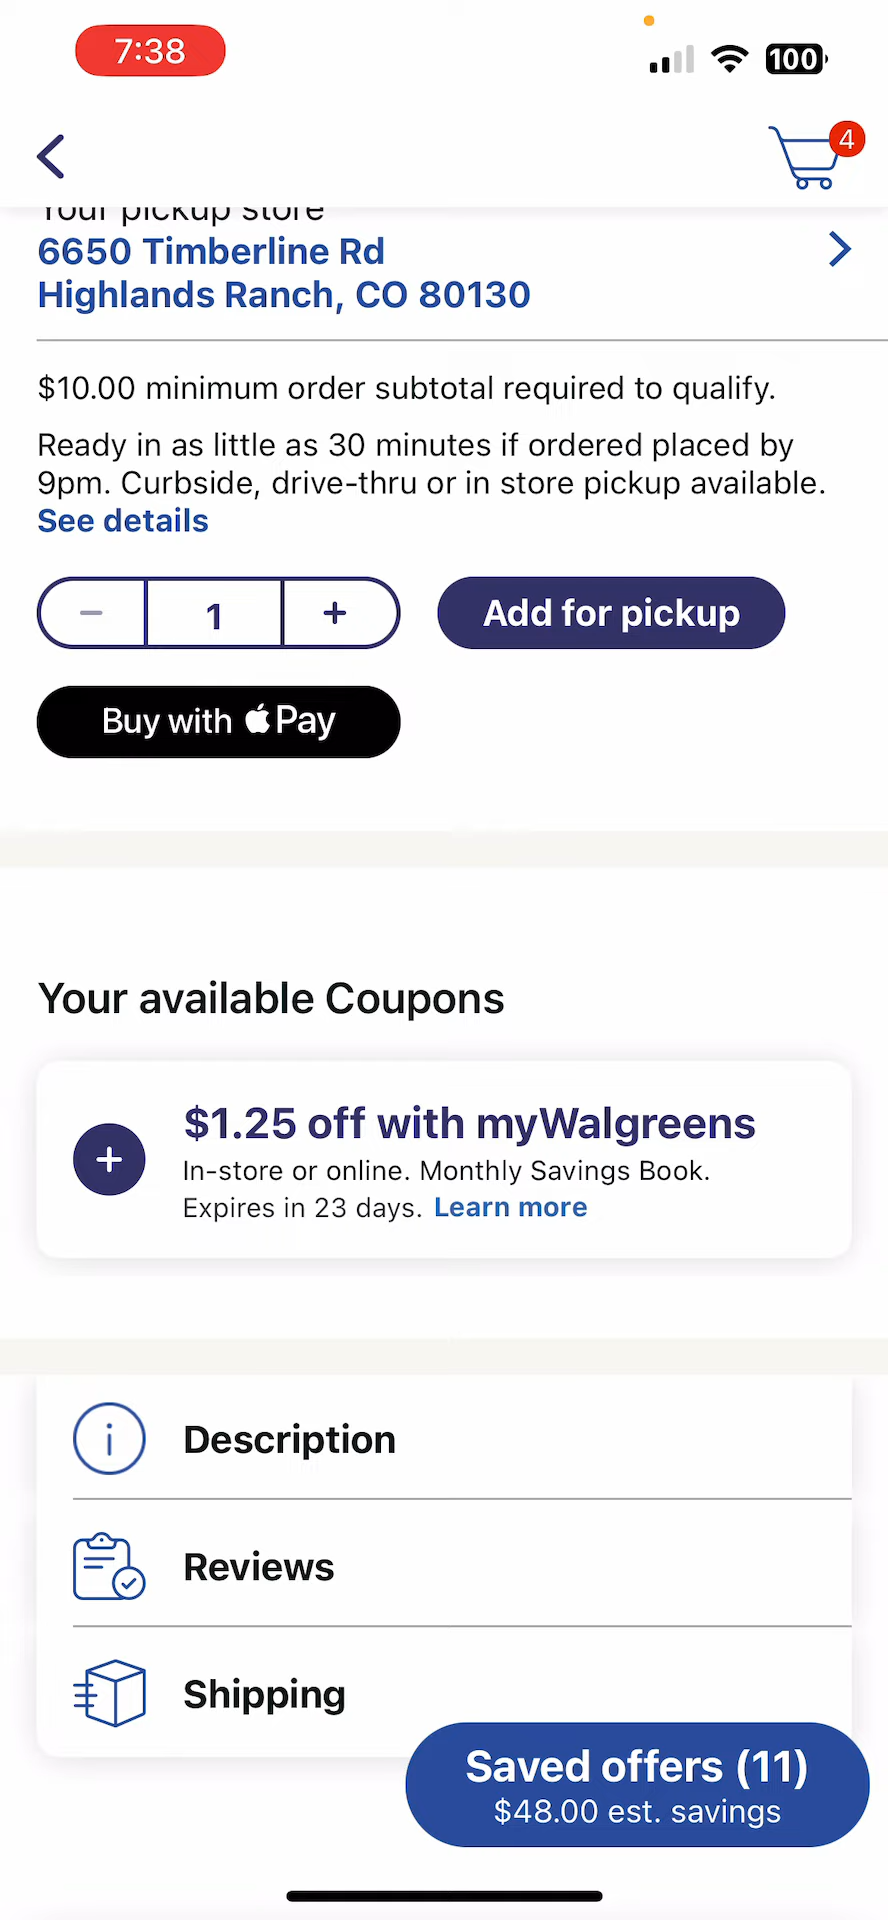 7:38
100
4
Your pickup store
6650 Timberline Rd
Highlands Ranch, CO 80130
$10.00 minimum order subtotal required to qualify.
Ready in as little as 30 minutes if ordered placed by
9pm. Curbside, drive-thru or in store pickup available.
See details
1
Add for pickup
Buy with Pay
Your available Coupons
$1.25 off with myWalgreens
In-store or online. Monthly Savings Book.
Expires in 23 days. Learn more
Description
Reviews
Shipping
Saved offers (11)
$48.00 est. savings